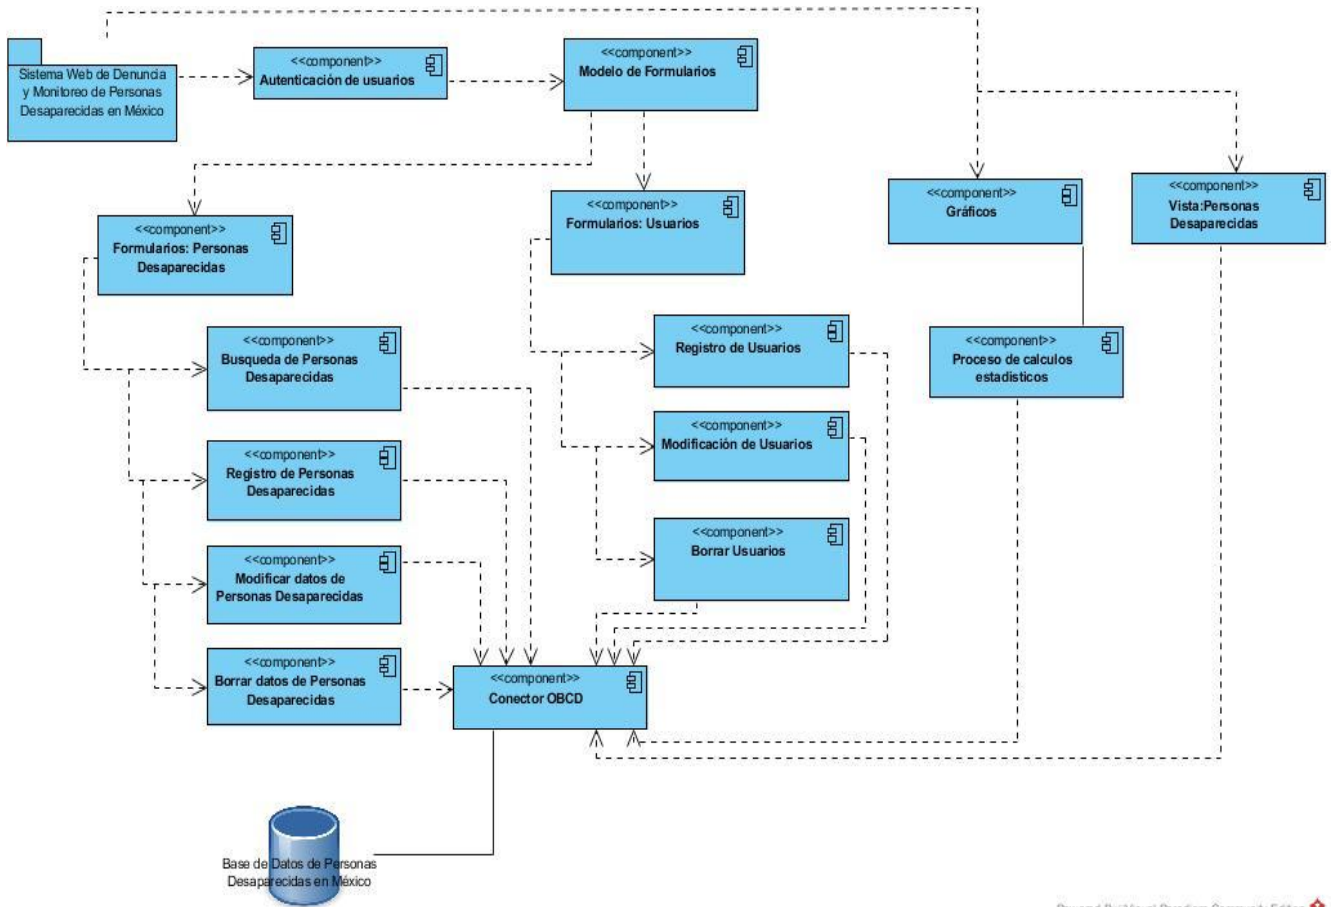 Sistema Web de Denuncia
y Monitoreo de Personas
Desaparecidas en México
<<component>>
Autenticación de usuarios
<<component>>
Modelo de Formularios
<<component>>
Formularios: Personas
Desaparecidas
<<component>>
Formularios: Usuarios
<<component>>
Gráficos
<<component>>
Vista:Personas
Desaparecidas
<<component>>
Busqueda de Personas
Desaparecidas
<<component>>
Registro de Usuarios
<<component>>
Proceso de calculos
estadisticos
<<component>>
Registro de Personas
Desaparecidas
<<component>>
Modificación de Usuarios
<<component>>
Modificar datos de
Personas Desaparecidas
<<component>>
Borrar Usuarios
<<component>>
Borrar datos de Personas
Desaparecidas
<<component>>
Conector OBCD
Base de Datos de Personas
Desaparecidas en México